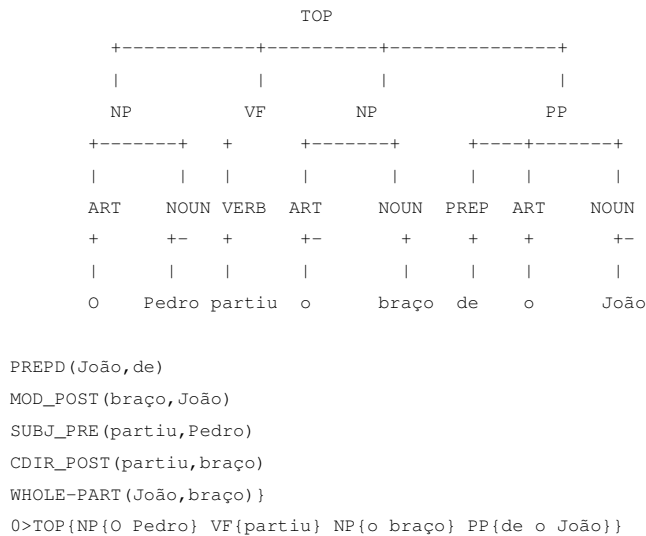 TOP
+------------+----------+---------------+
| | | |
NP VF NP PP
+-------+ + +-------+ +----+-------+
| | | | | | | |
ART NOUN VERB ART NOUN PREP ART NOUN
+ +- + +- + + + +-
| | | | | | | |
O Pedro partiu o braço de o João
PREPD(João,de)
MOD_POST(braço,João)
SUBJ_PRE(partiu,Pedro)
CDIR_POST(partiu,braço)
WHOLE-PART(João,braço)}
0>TOP{NP{O Pedro} VF{partiu} NP{o braço} PP{de o João}}